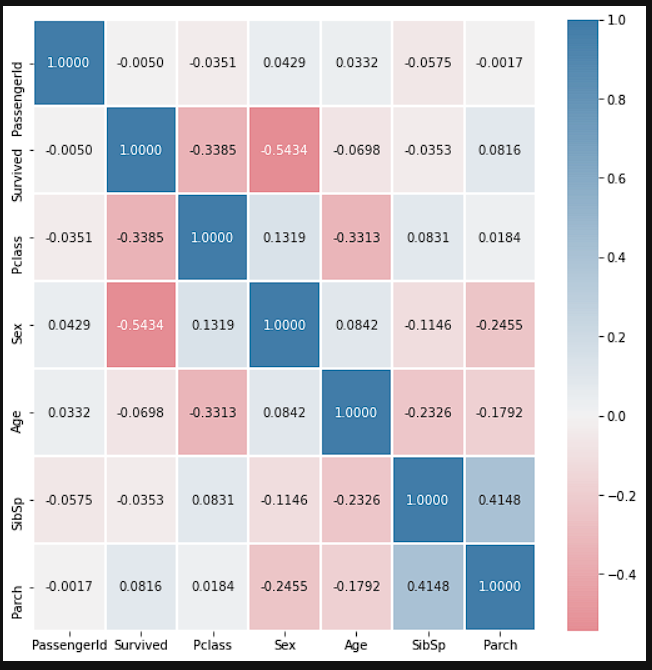 PassengerId 1.0000 -0.0050 -0.0351 0.0429 0.0332 -0.0575 -0.0017
Survived -0.0050 1.0000 -0.3385 -0.5434 -0.0698 -0.0353 0.0816
Pclass -0.0351 -0.3385 1.0000 0.1319 -0.3313 0.0831 0.0184
Sex 0.0429 -0.5434 0.1319 1.0000 0.0842 -0.1146 -0.2455
Age 0.0332 -0.0698 -0.3313 0.0842 1.0000 -0.2326 -0.1792
SibSp -0.0575 -0.0353 0.0831 -0.1146 -0.2326 1.0000 0.4148
Parch -0.0017 0.0816 0.0184 -0.2455 -0.1792 0.4148 1.0000
PassengerId Survived Pclass Sex Age SibSp Parch
1.0
0.8
0.6
0.4
0.2
0.0
−0.2
−0.4